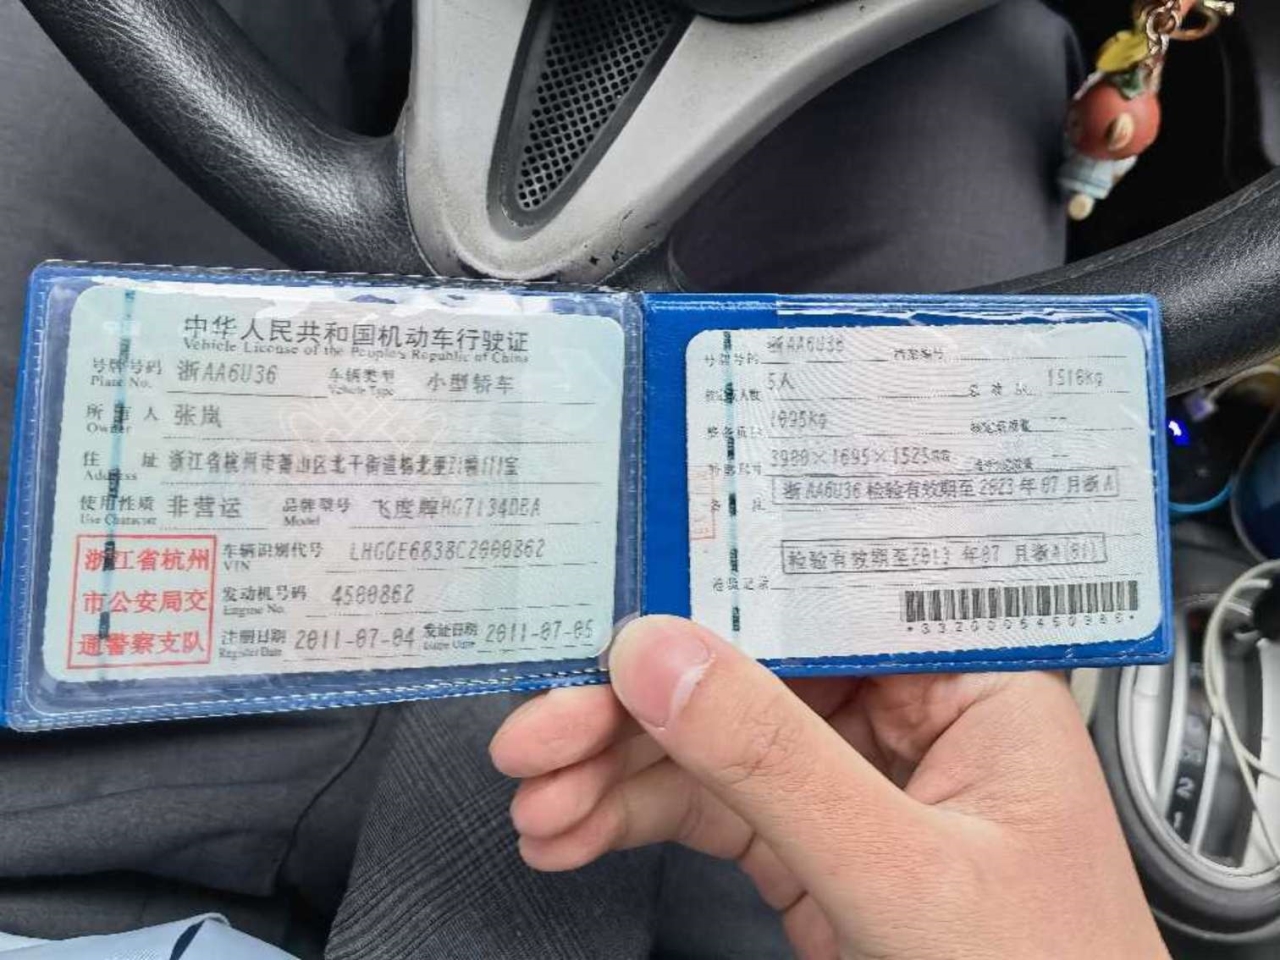 中华人民共和国机动车行驶证
Vehicle License of the People's Republic of China
号牌号码 浙AA6U36 车辆类型 小型轿车
Plate No. Vehicle Type
所有人 张岚
Owner
住址 浙江省杭州市萧山区北干街道
Address
使用性质 非营运 品牌型号 飞度牌HG7134DBA
Use Character Model
浙江省杭州
市公安局交
通警察支队
车辆识别代号 LHGGE6838C2000862
VIN
发动机号码 4500862
Engine No.
注册日期 2011-07-04 发证日期 2011-07-05
Register Date Issue Date
号牌号码 浙AA6U36 档案编号
核定载人数 5人 总质量 1510Kg
整备质量 1095Kg 核定载质量 --
外廓尺寸 3900×1695×1525mm --
备注 浙AA6U36 检验有效期至2023年07月浙A
检验有效期至2013年07月浙A(01)
检验记录
*3320006450986*